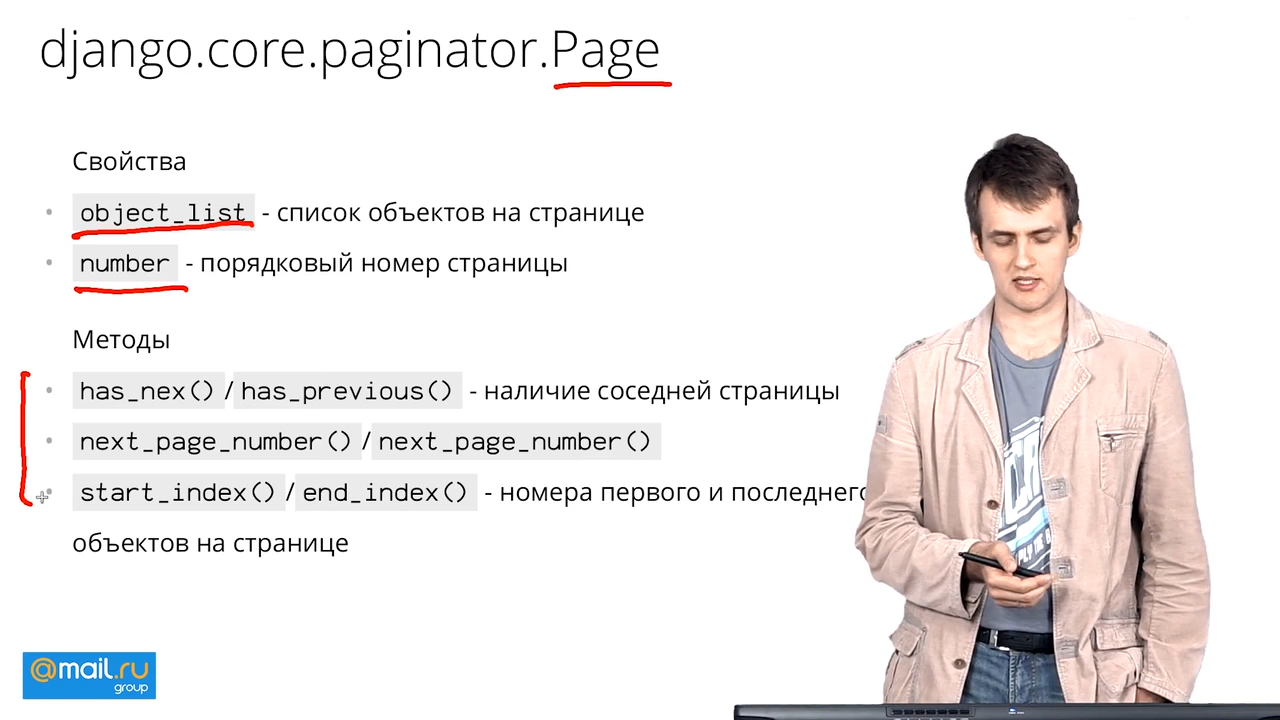 django.core.paginator.Page
Свойства
object_list - список объектов на странице
number - порядковый номер страницы
Методы
has_nex() / has_previous() - наличие соседней страницы
next_page_number() / next_page_number()
start_index() / end_index() - номера первого и последнего
объектов на странице
@mail.ru
group